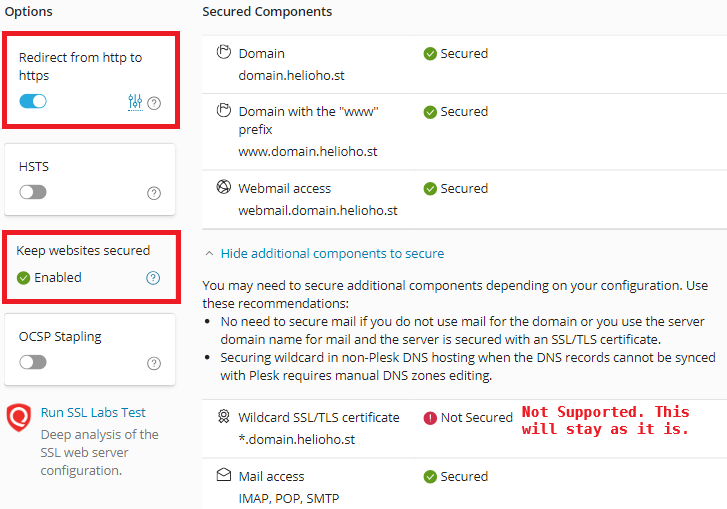 Options
Redirect from http to
https
HSTS
Keep websites secured
Enabled
OCSP Stapling
Run SSL Labs Test
Deep analysis of the
SSL web server
configuration.
Secured Components
Domain
Secured
domain.helioho.st
Domain with the "www"
prefix
Secured
www.domain.helioho.st
Webmail access
Secured
webmail.domain.helioho.st
Hide additional components to secure
You may need to secure additional components depending on your configuration. Use
these recommendations:
• No need to secure mail if you do not use mail for the domain or you use the server
domain name for mail and the server is secured with an SSL/TLS certificate.
• Securing wildcard in non-Plesk DNS hosting when the DNS records cannot be synced
with Plesk requires manual DNS zones editing.
Wildcard SSL/TLS certificate
*.domain.helioho.st
Not Secured
Not Supported. This
will stay as it is.
Mail access
Secured
IMAP, POP, SMTP